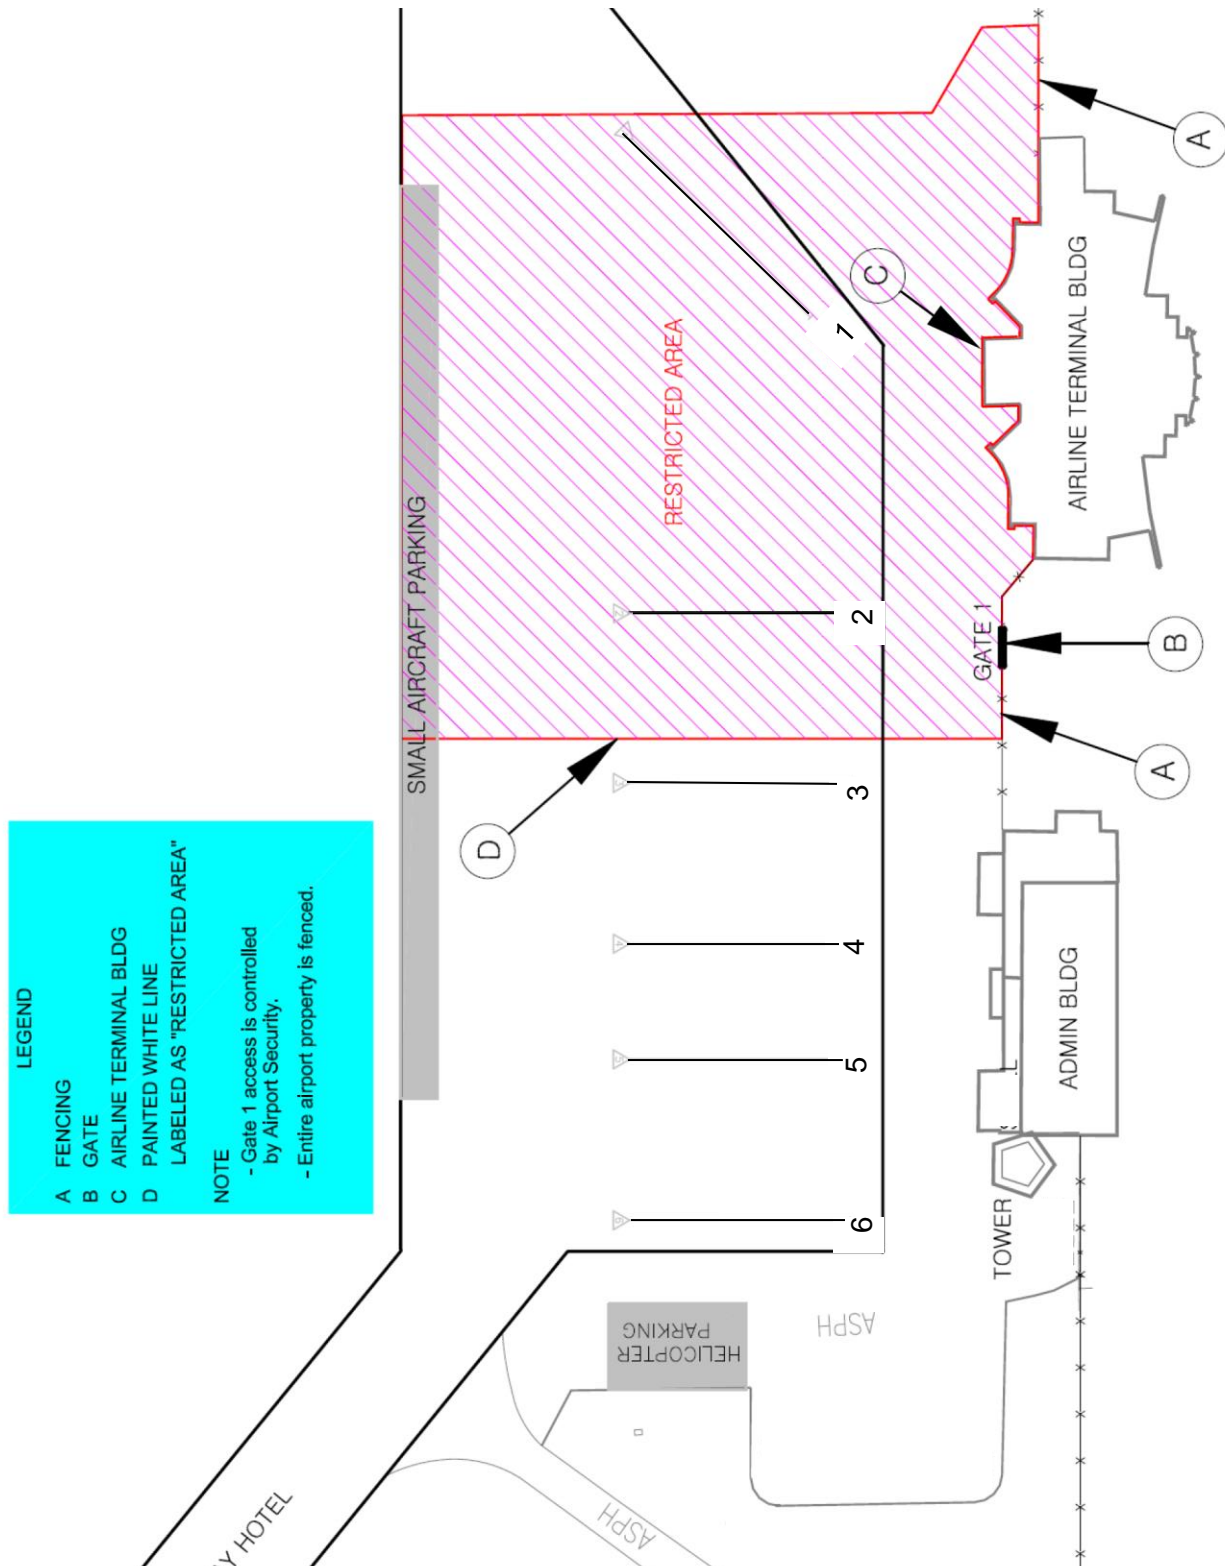 LEGEND
A FENCING
B GATE
C AIRLINE TERMINAL BLDG
D PAINTED WHITE LINE
LABELED AS "RESTRICTED AREA"
NOTE
- Gate 1 access is controlled
by Airport Security.
- Entire airport property is fenced.
SMALL AIRCRAFT PARKING
RESTRICTED AREA
AIRLINE TERMINAL BLDG
GATE 1
ADMIN BLDG
TOWER
HELICOPTER
PARKING
ASPH
ASPH
Y HOTEL
A
C
B
A
D
1
2
3
4
5
6